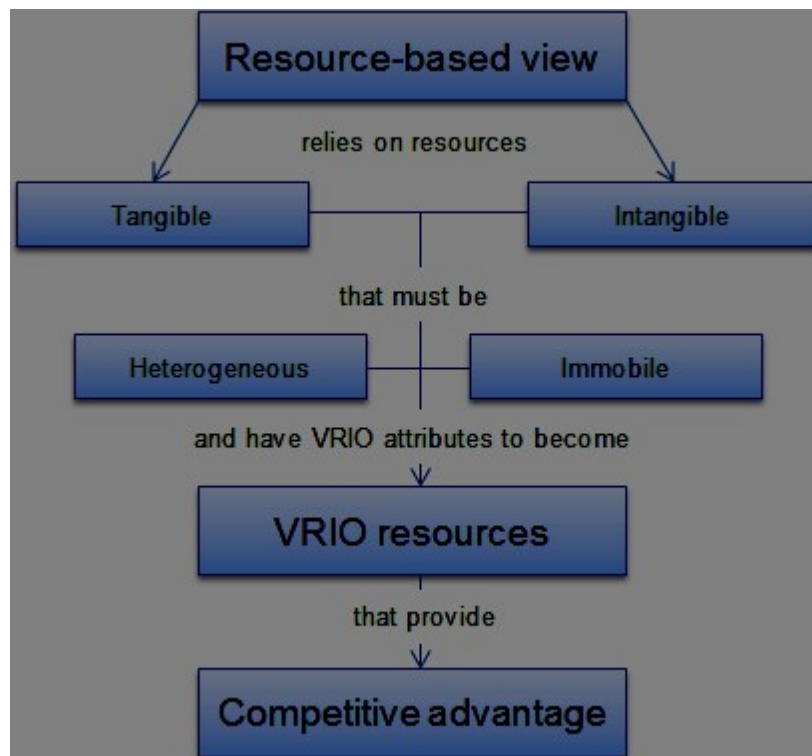 Resource-based view
relies on resources
Tangible
Intangible
that must be
Heterogeneous
Immobile
and have VRIO attributes to become
VRIO resources
that provide
Competitive advantage